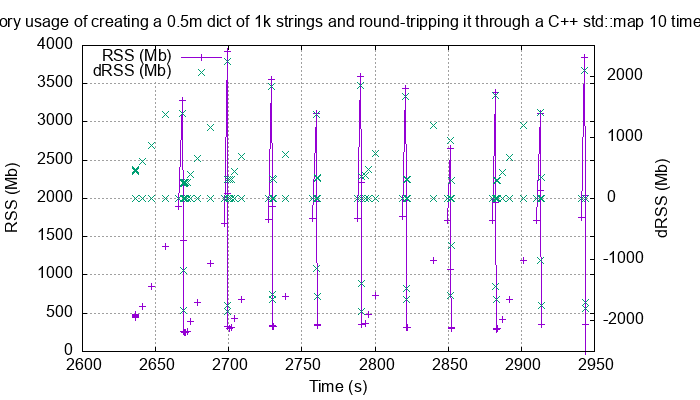 ory usage of creating a 0.5m dict of 1k strings and round-tripping it through a C++ std::map 10 time
RSS (Mb)
dRSS (Mb)
4000
3500
3000
2500
2000
1500
1000
500
0
2000
1000
0
-1000
-2000
RSS (Mb)
dRSS (Mb)
2600 2650 2700 2750 2800 2850 2900 2950
Time (s)